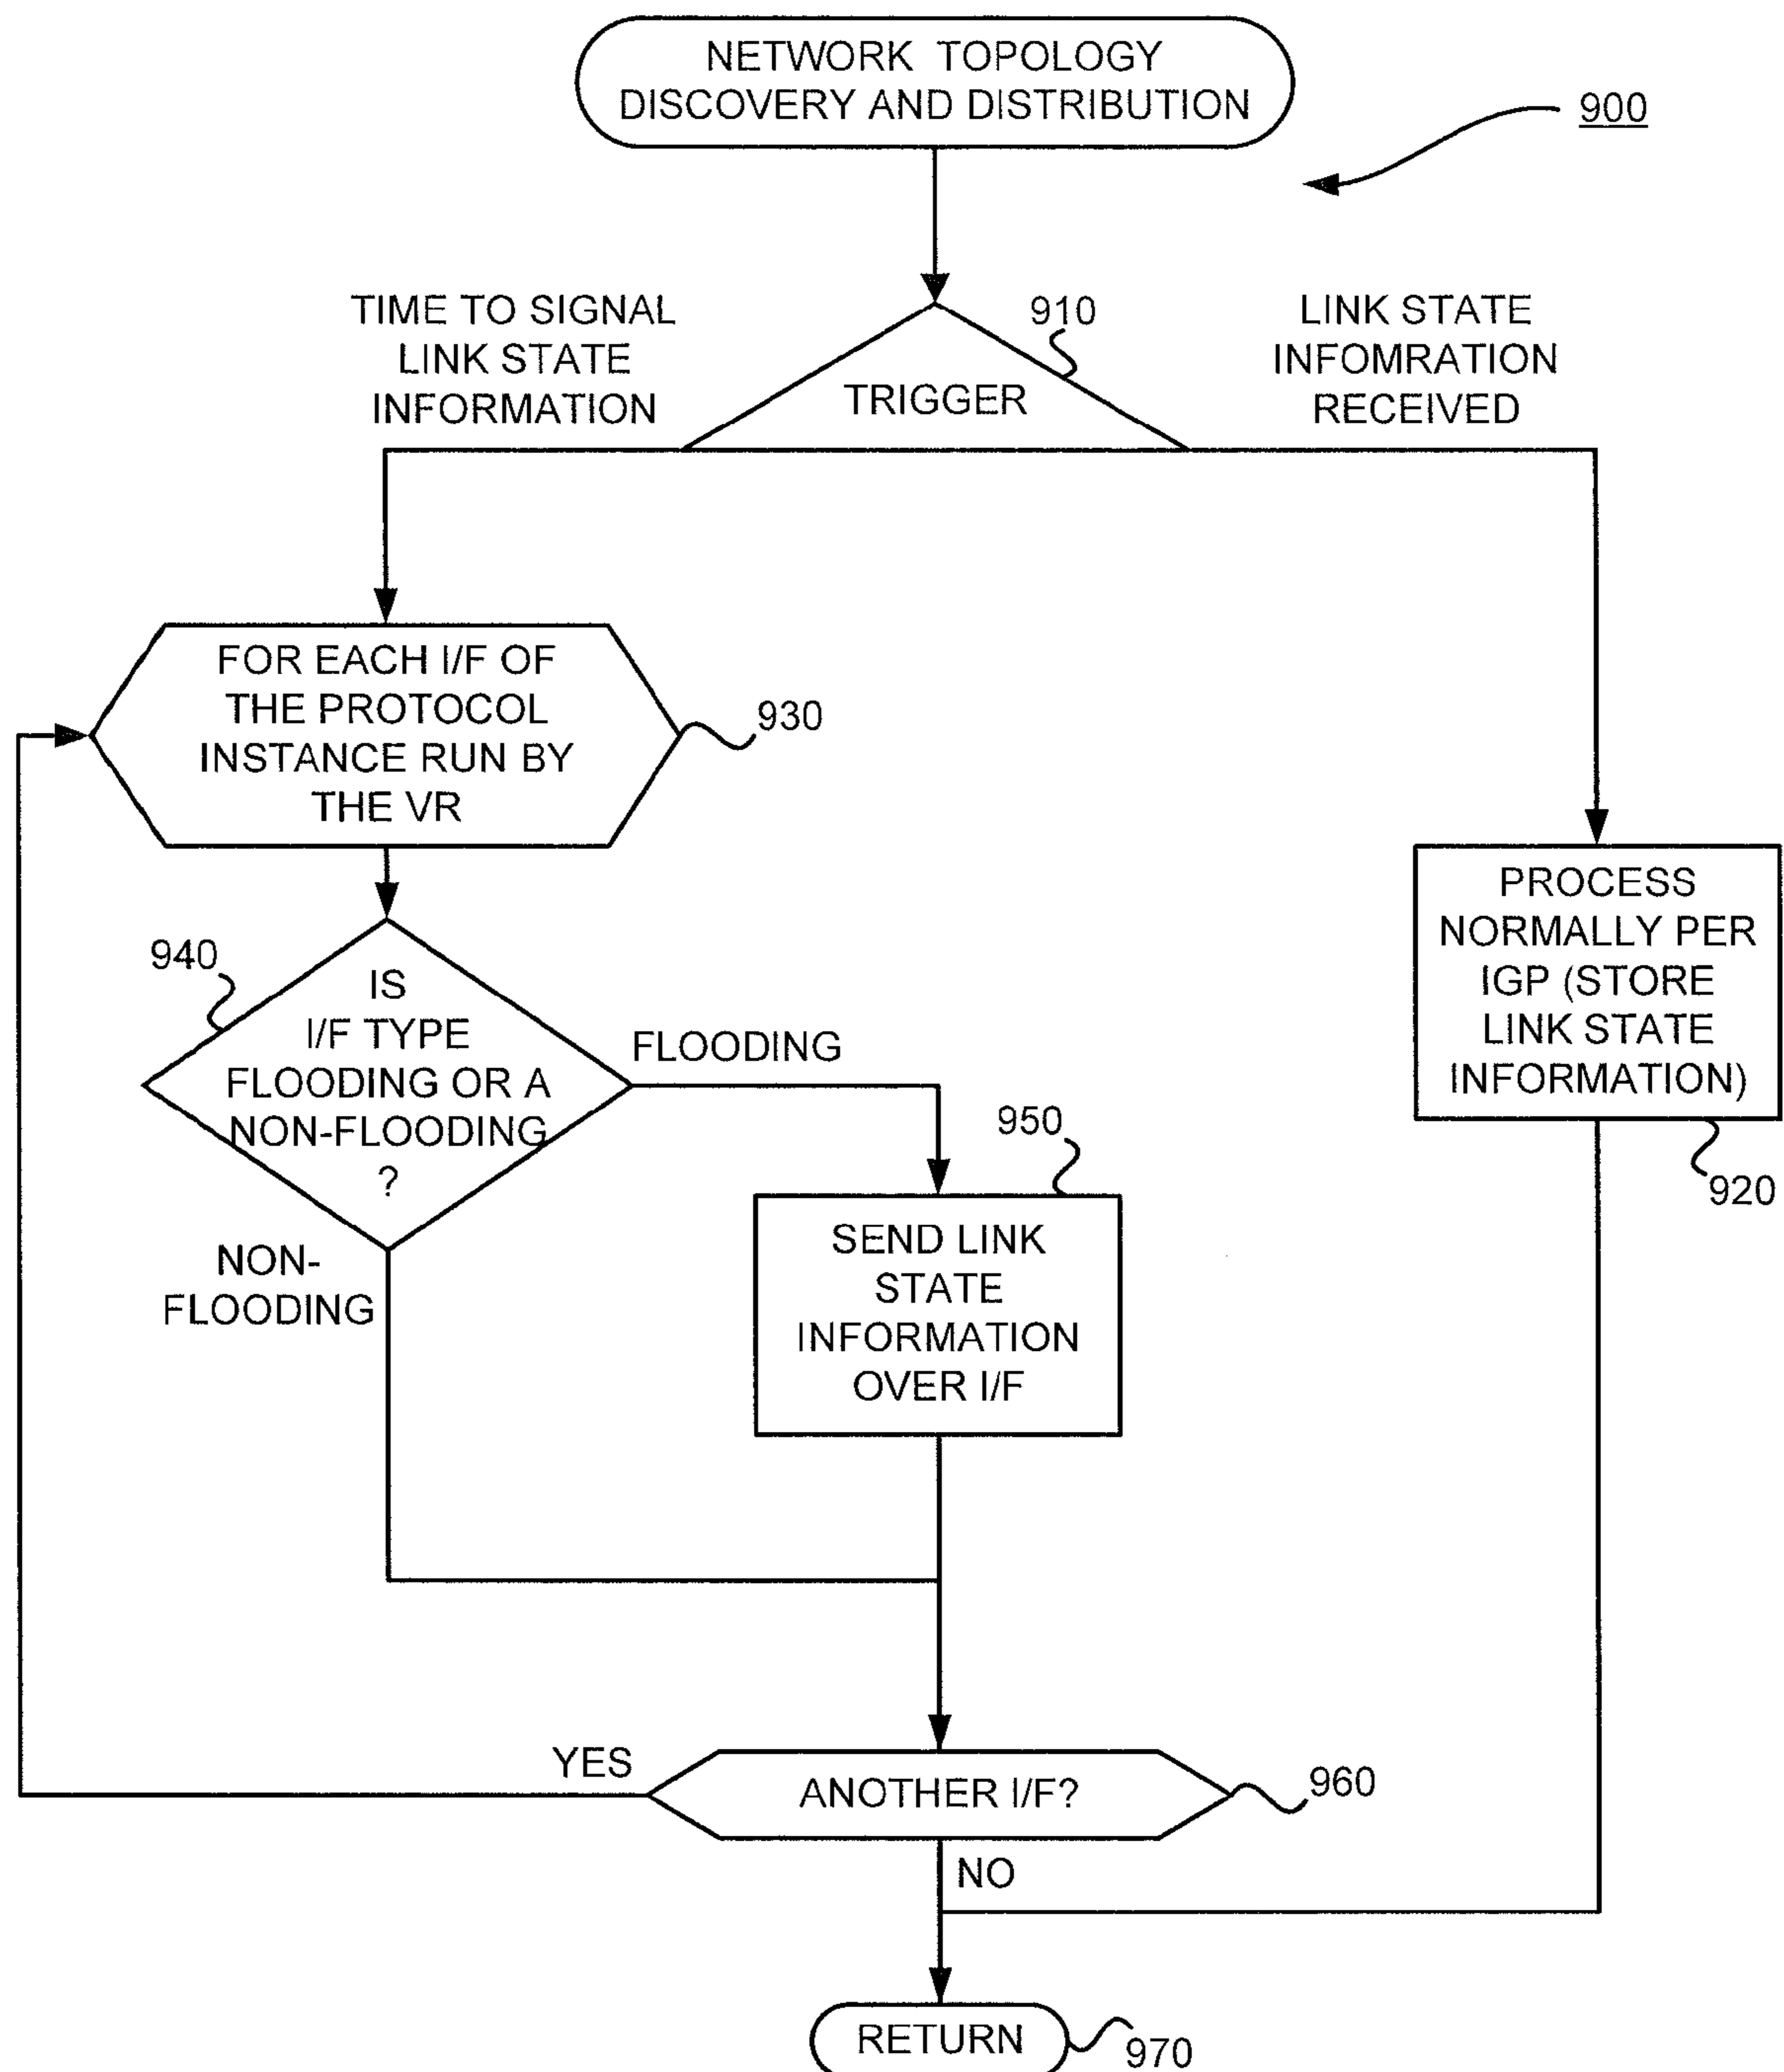 NETWORK TOPOLOGY
DISCOVERY AND DISTRIBUTION
900
TIME TO SIGNAL
LINK STATE
INFORMATION
910
TRIGGER
LINK STATE
INFOMRATION
RECEIVED
FOR EACH I/F OF
THE PROTOCOL
INSTANCE RUN BY
THE VR
930
PROCESS
NORMALLY PER
IGP (STORE
LINK STATE
INFORMATION)
920
940
IS
I/F TYPE
FLOODING OR A
NON-FLOODING
?
FLOODING
NON-
FLOODING
950
SEND LINK
STATE
INFORMATION
OVER I/F
YES
ANOTHER I/F?
960
NO
RETURN
970